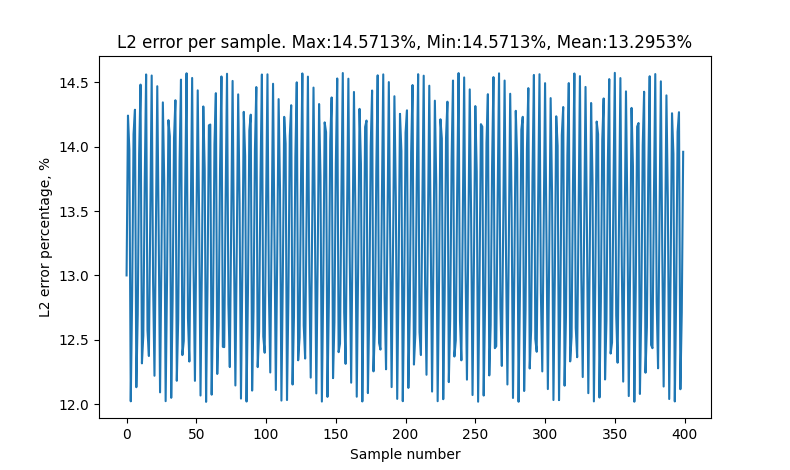 L2 error per sample. Max:14.5713%, Min:14.5713%, Mean:13.2953%
14.5
14.0
13.5
13.0
12.5
12.0
L2 error percentage, %
0 50 100 150 200 250 300 350 400
Sample number